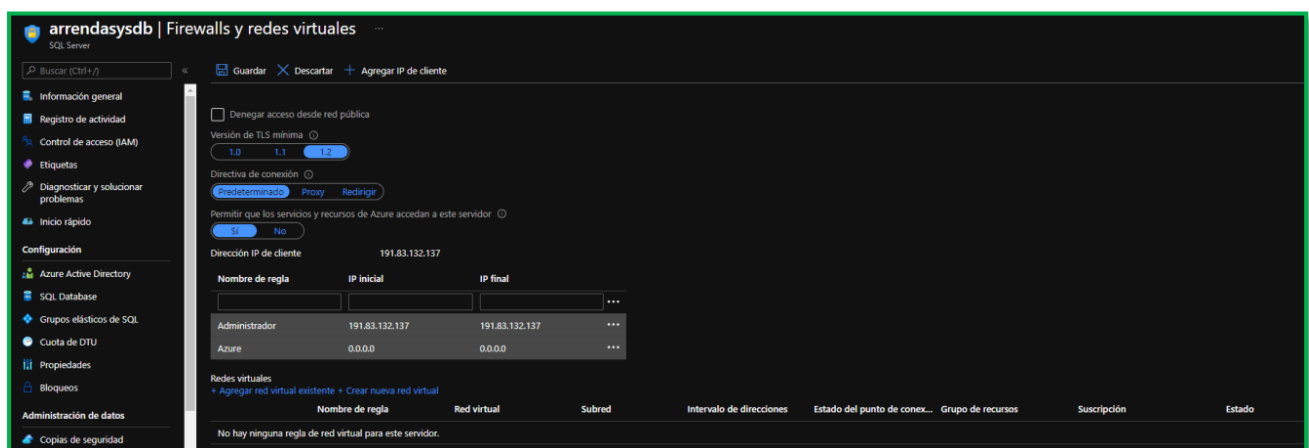 arrendasysdb | Firewalls y redes virtuales ...
SQL Server
Buscar (Ctrl+/)
«
Guardar
Descartar
Agregar IP de cliente
Información general
Registro de actividad
Control de acceso (IAM)
Etiquetas
Diagnosticar y solucionar
problemas
Inicio rápido
Configuración
Azure Active Directory
SQL Database
Grupos elásticos de SQL
Cuota de DTU
Propiedades
Bloqueos
Administración de datos
Copias de seguridad
Denegar acceso desde red pública
Versión de TLS mínima
1.0 1.1 1.2
Directiva de conexión
Predeterminado Proxy Redirigir
Permitir que los servicios y recursos de Azure accedan a este servidor
Sí No
Dirección IP de cliente 191.83.132.137
Nombre de regla IP inicial IP final
Administrador 191.83.132.137 191.83.132.137
Azure 0.0.0.0 0.0.0.0
Redes virtuales
+ Agregar red virtual existente + Crear nueva red virtual
Nombre de regla Red virtual Subred Intervalo de direcciones Estado del punto de conex... Grupo de recursos Suscripción Estado
No hay ninguna regla de red virtual para este servidor.